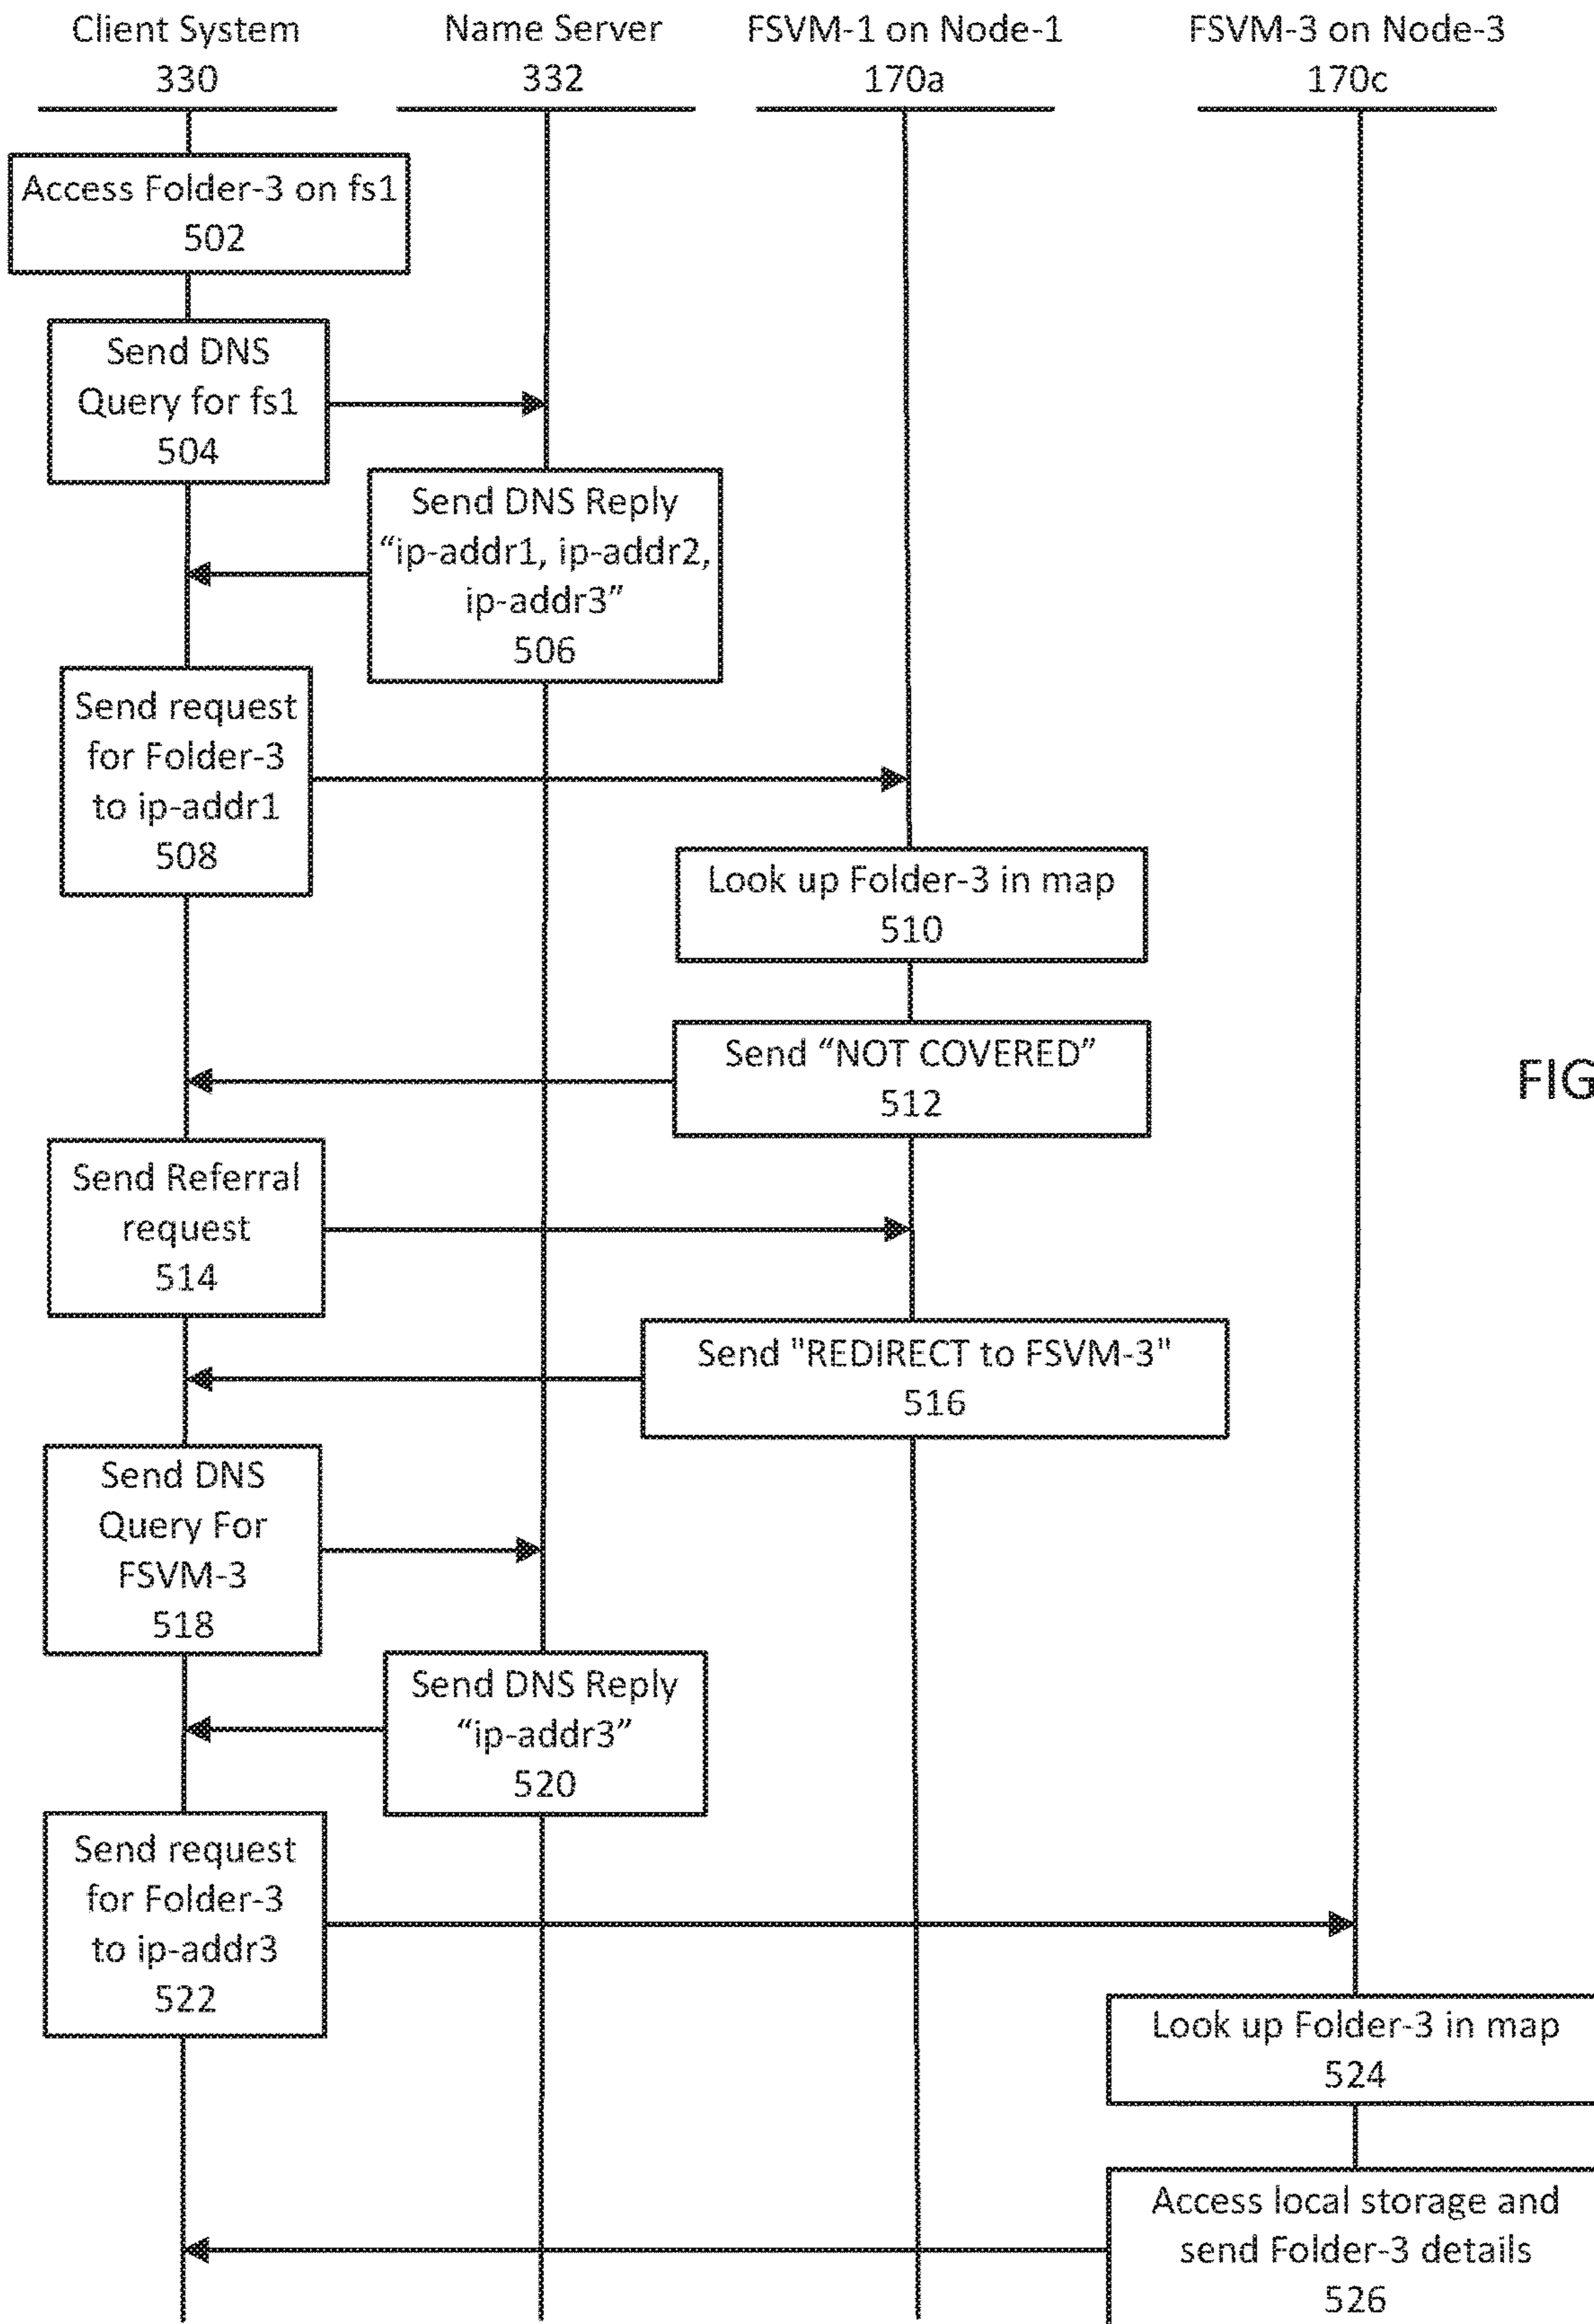 Client System
330
Name Server
332
FSVM-1 on Node-1
170a
FSVM-3 on Node-3
170c
Access Folder-3 on fs1
502
Send DNS
Query for fs1
504
Send DNS Reply
“ip-addr1, ip-addr2,
ip-addr3”
506
Send request
for Folder-3
to ip-addr1
508
Look up Folder-3 in map
510
Send “NOT COVERED”
512
FIG
Send Referral
request
514
Send "REDIRECT to FSVM-3"
516
Send DNS
Query For
FSVM-3
518
Send DNS Reply
“ip-addr3”
520
Send request
for Folder-3
to ip-addr3
522
Look up Folder-3 in map
524
Access local storage and
send Folder-3 details
526